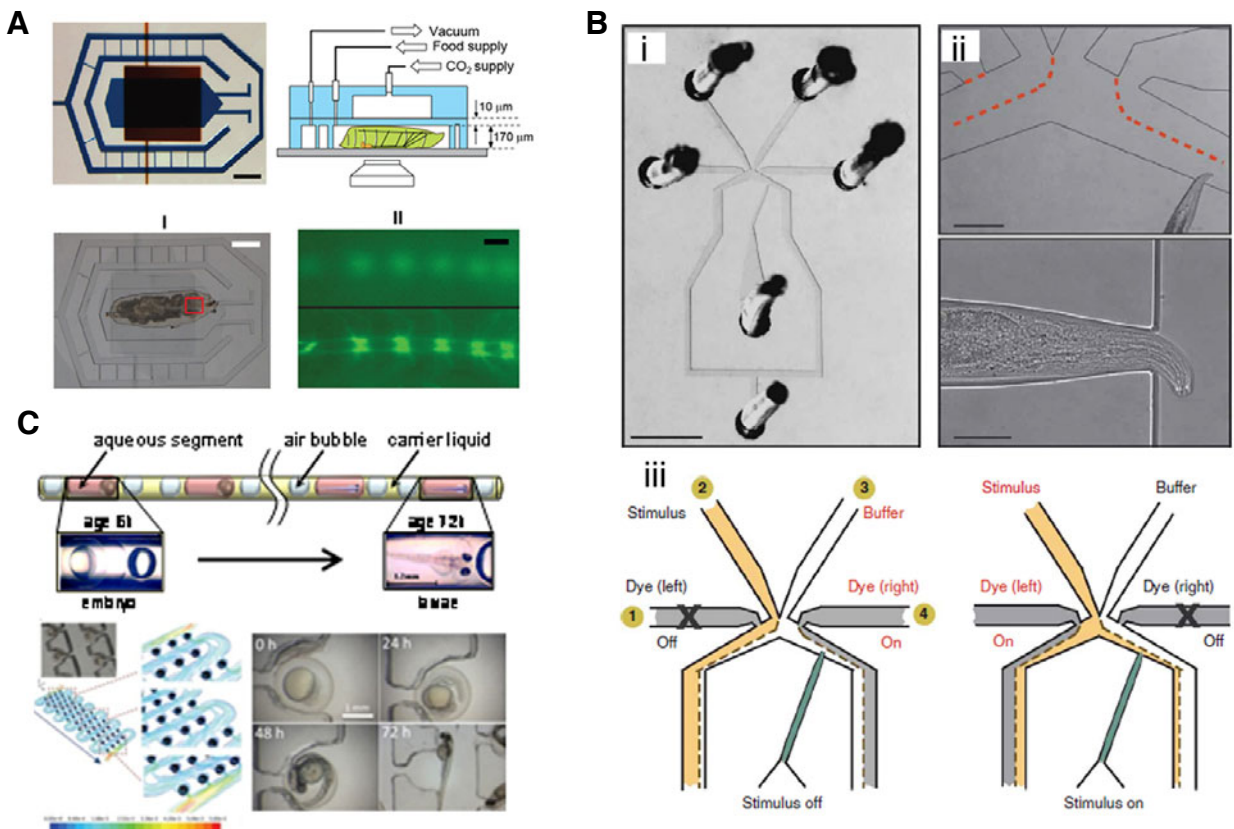 A
Vacuum
Food supply
CO₂ supply
10 μm
170 μm
I
II
B
i
ii
iii
2
3
Stimulus
Buffer
Dye (left)
Dye (right)
1
4
Off
On
Stimulus off
Stimulus
Buffer
Dye (left)
Dye (right)
On
Off
Stimulus on
C
aqueous segment
air bubble
carrier liquid
age 6h
age 72h
embryo
larvae
0 h
24 h
1 mm
48 h
72 h